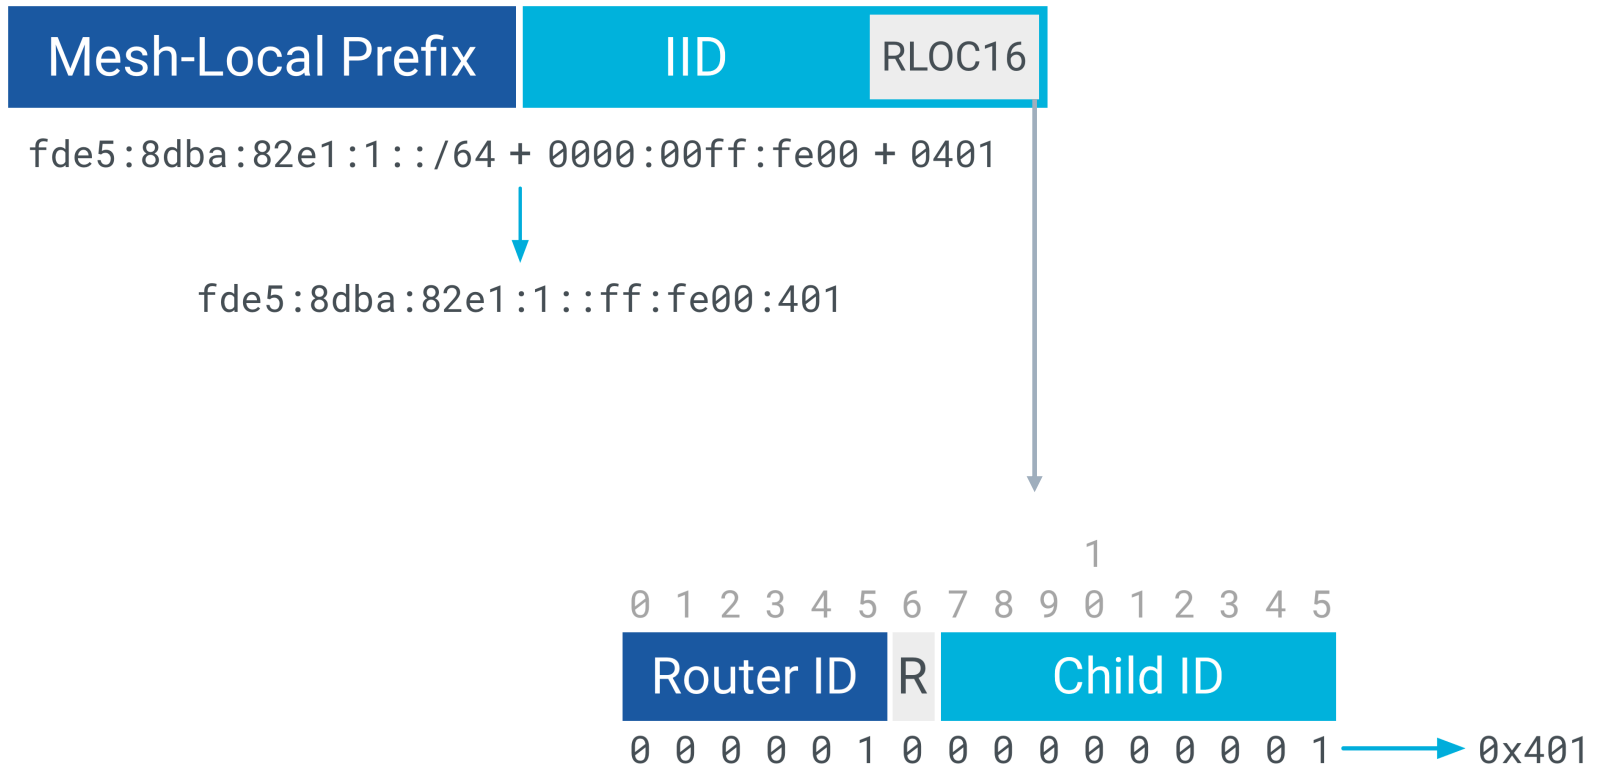 Mesh-Local Prefix IID RLOC16
fde5:8dba:82e1:1::/64 + 0000:00ff:fe00 + 0401
fde5:8dba:82e1:1::ff:fe00:401
1
0 1 2 3 4 5 6 7 8 9 0 1 2 3 4 5
Router ID R Child ID
0 0 0 0 0 1 0 0 0 0 0 0 0 0 0 1 0x401